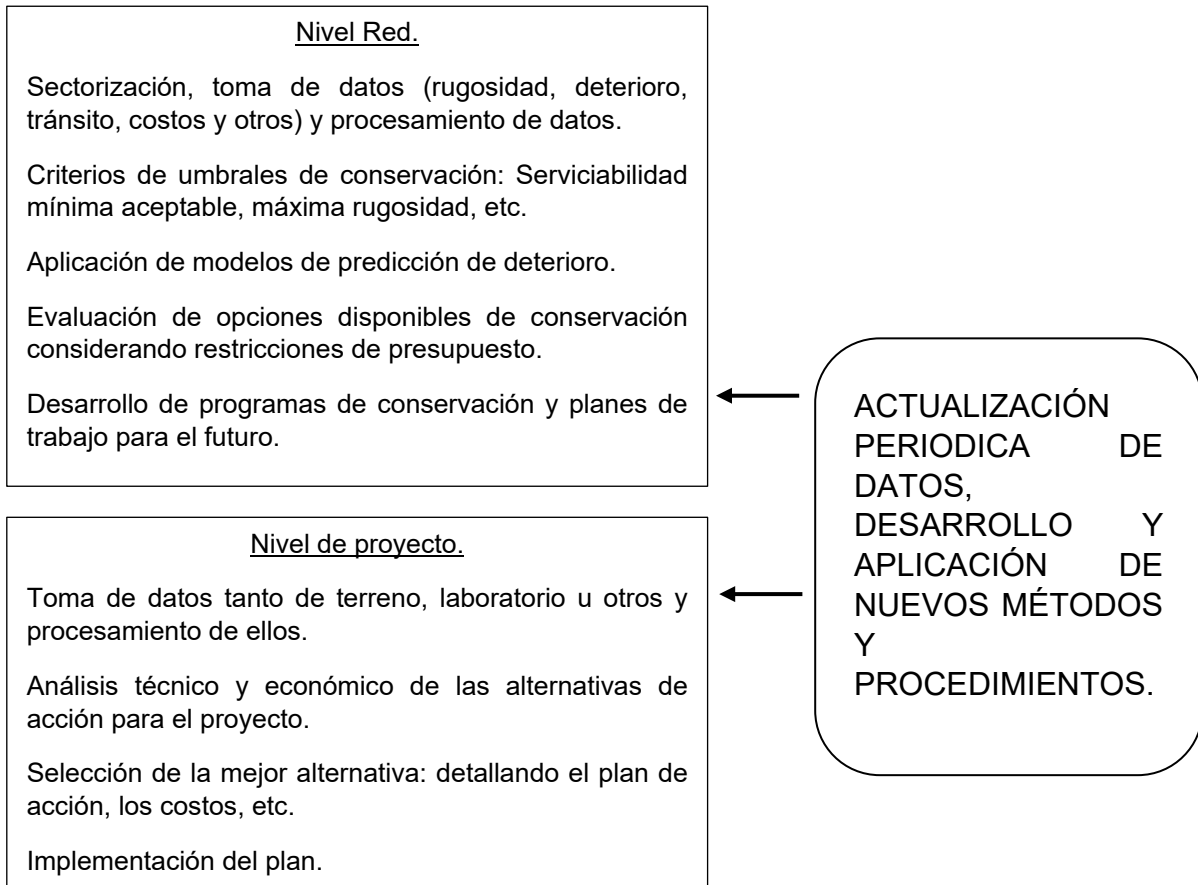 Nivel Red.
Sectorización, toma de datos (rugosidad, deterioro,
tránsito, costos y otros) y procesamiento de datos.
Criterios de umbrales de conservación: Serviciabilidad
mínima aceptable, máxima rugosidad, etc.
Aplicación de modelos de predicción de deterioro.
Evaluación de opciones disponibles de conservación
considerando restricciones de presupuesto.
Desarrollo de programas de conservación y planes de
trabajo para el futuro.
Nivel de proyecto.
Toma de datos tanto de terreno, laboratorio u otros y
procesamiento de ellos.
Análisis técnico y económico de las alternativas de
acción para el proyecto.
Selección de la mejor alternativa: detallando el plan de
acción, los costos, etc.
Implementación del plan.
ACTUALIZACIÓN
PERIODICA DE
DATOS,
DESARROLLO Y
APLICACIÓN DE
NUEVOS MÉTODOS
Y
PROCEDIMIENTOS.